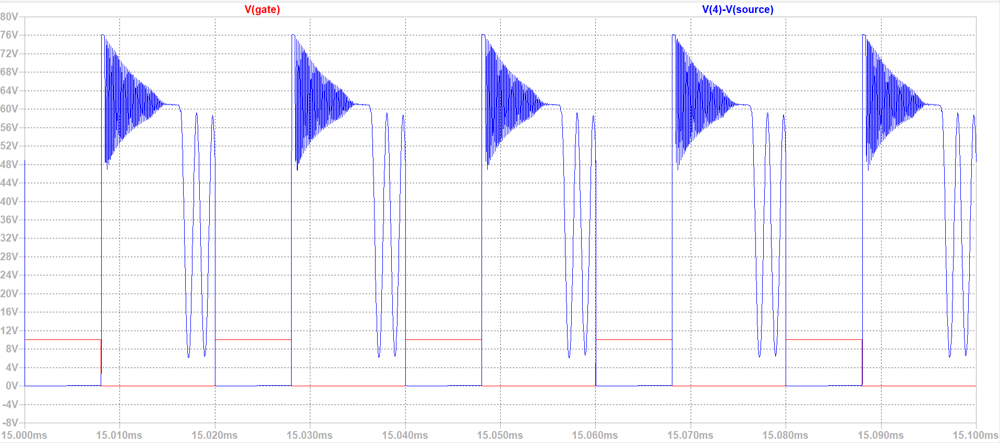 V(gate) V(4)-V(source)
80V
76V
72V
68V
64V
60V
56V
52V
48V
44V
40V
36V
32V
28V
24V
20V
16V
12V
8V
4V
0V
-4V
-8V
15.000ms 15.010ms 15.020ms 15.030ms 15.040ms 15.050ms 15.060ms 15.070ms 15.080ms 15.090ms 15.100ms